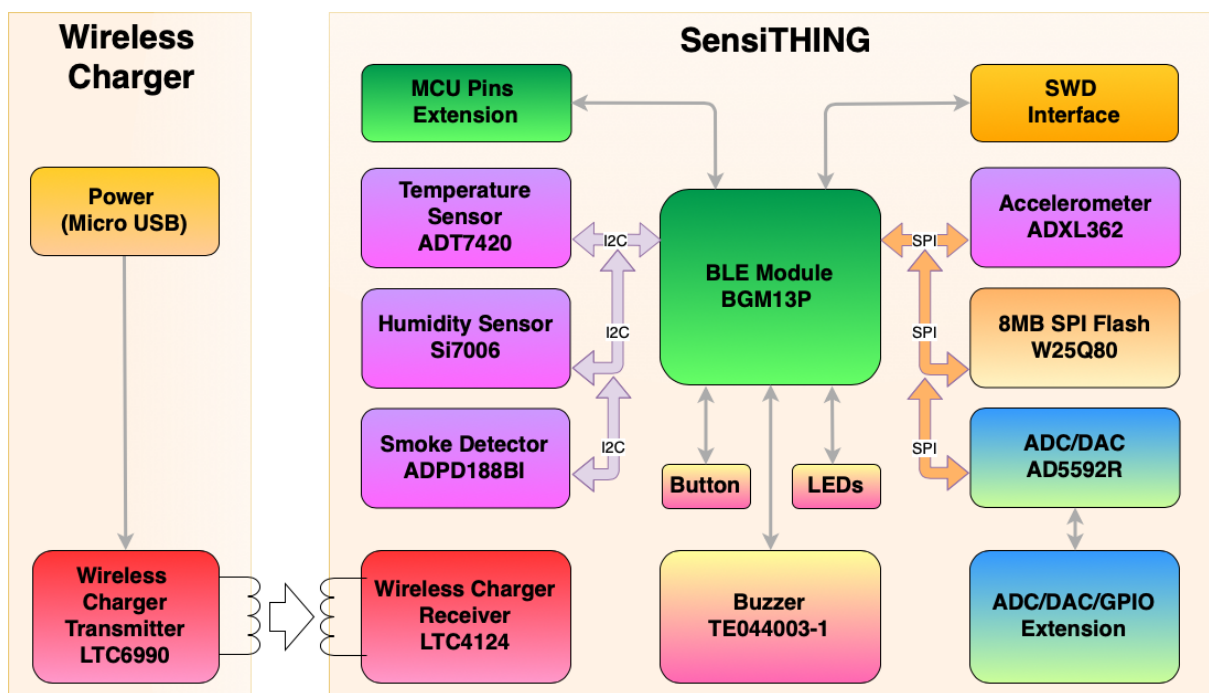 Wireless
Charger
Power
(Micro USB)
Wireless
Charger
Transmitter
LTC6990
SensiTHING
MCU Pins
Extension
SWD
Interface
Temperature
Sensor
ADT7420
I2C
BLE Module
BGM13P
SPI
Accelerometer
ADXL362
Humidity Sensor
Si7006
I2C
SPI
8MB SPI Flash
W25Q80
Smoke Detector
ADPD188BI
I2C
Button
LEDs
SPI
ADC/DAC
AD5592R
Wireless Charger
Receiver
LTC4124
Buzzer
TE044003-1
ADC/DAC/GPIO
Extension